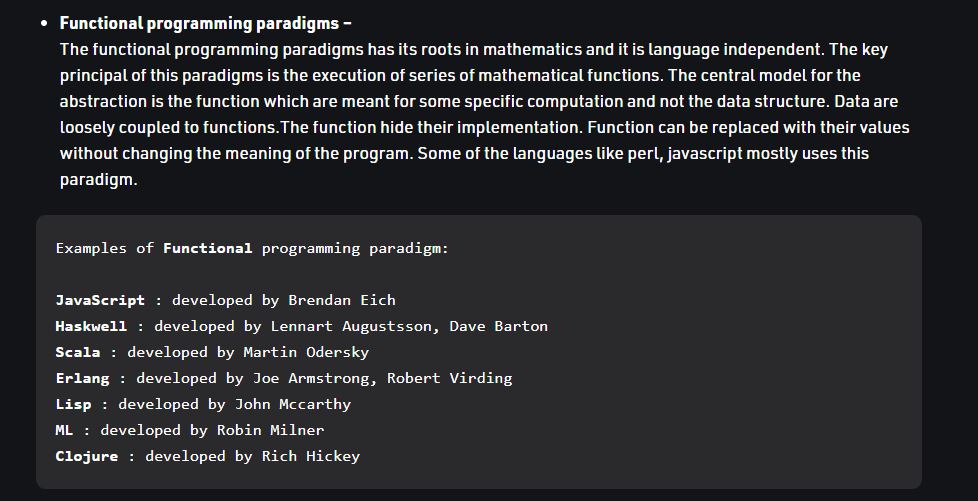 Functional programming paradigms –
The functional programming paradigms has its roots in mathematics and it is language independent. The key
principal of this paradigms is the execution of series of mathematical functions. The central model for the
abstraction is the function which are meant for some specific computation and not the data structure. Data are
loosely coupled to functions.The function hide their implementation. Function can be replaced with their values
without changing the meaning of the program. Some of the languages like perl, javascript mostly uses this
paradigm.
Examples of Functional programming paradigm:
JavaScript : developed by Brendan Eich
Haskwell : developed by Lennart Augustsson, Dave Barton
Scala : developed by Martin Odersky
Erlang : developed by Joe Armstrong, Robert Virding
Lisp : developed by John Mccarthy
ML : developed by Robin Milner
Clojure : developed by Rich Hickey